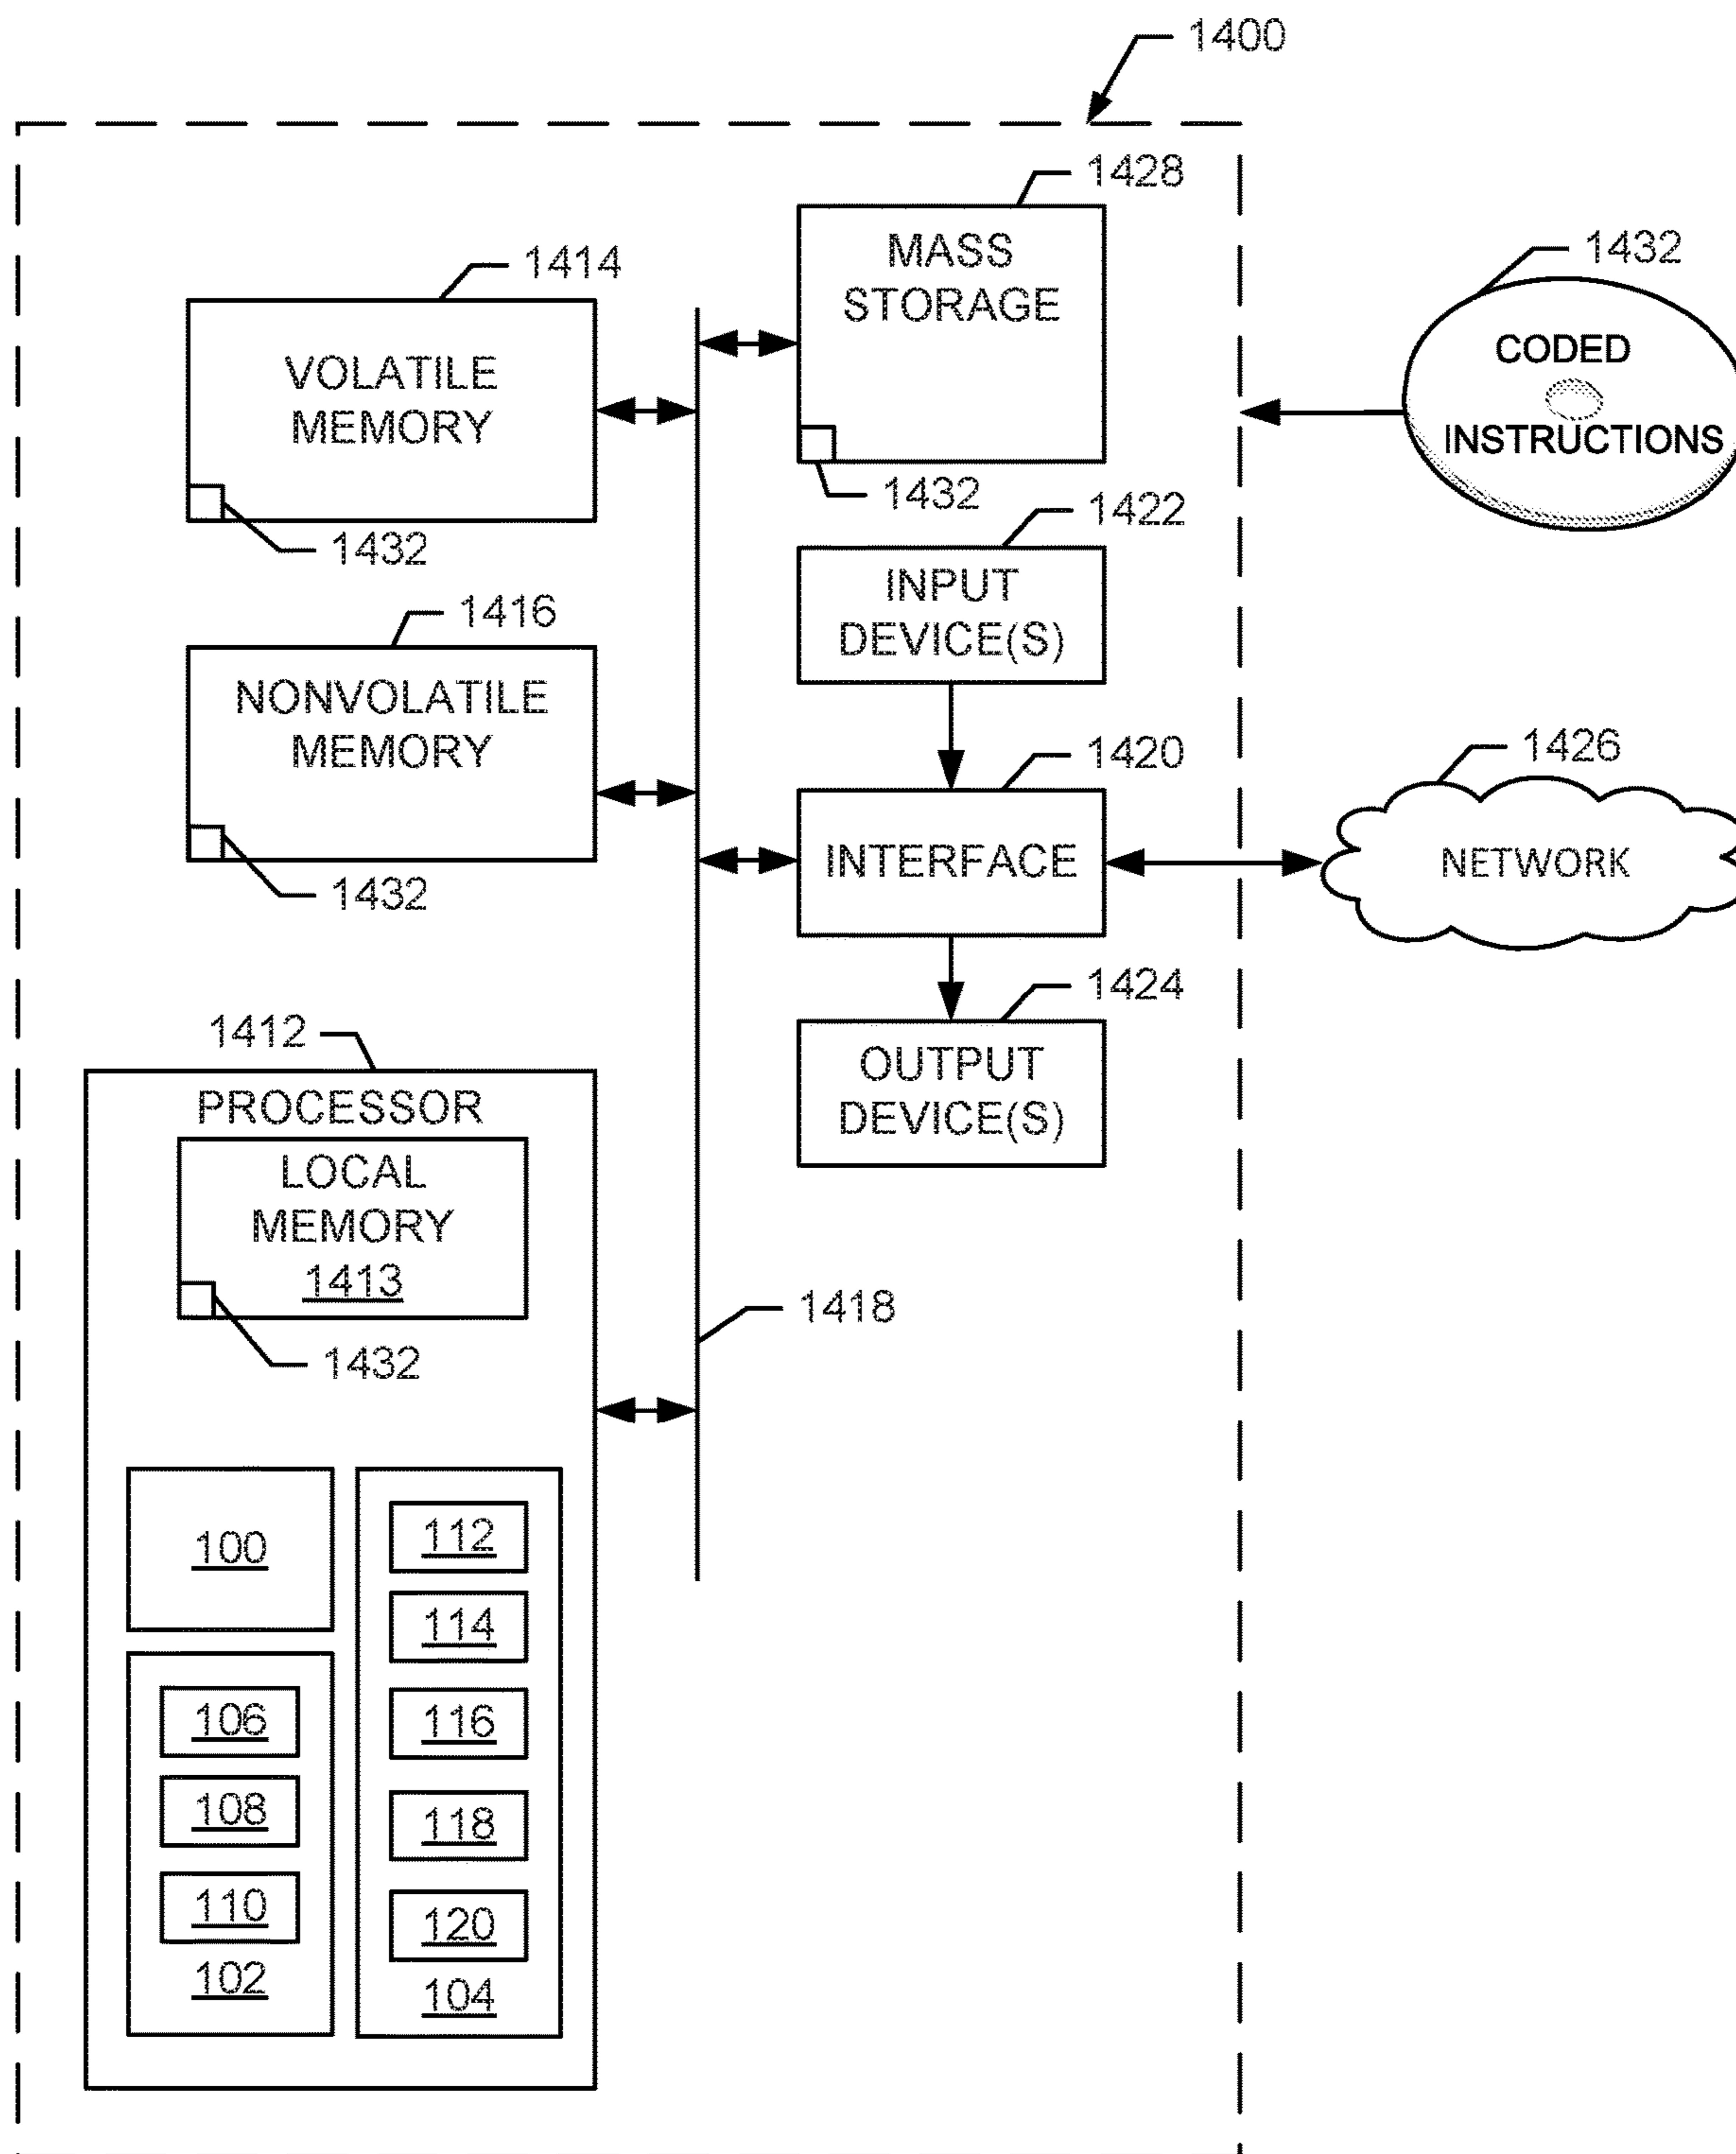 1400
1428
MASS
STORAGE
1432
1414
VOLATILE
MEMORY
1432
1432
CODED
INSTRUCTIONS
1422
INPUT
DEVICE(S)
1416
NONVOLATILE
MEMORY
1432
1420
INTERFACE
1426
NETWORK
1424
OUTPUT
DEVICE(S)
1412
PROCESSOR
LOCAL
MEMORY
1413
1432
1418
100
106
108
110
102
112
114
116
118
120
104